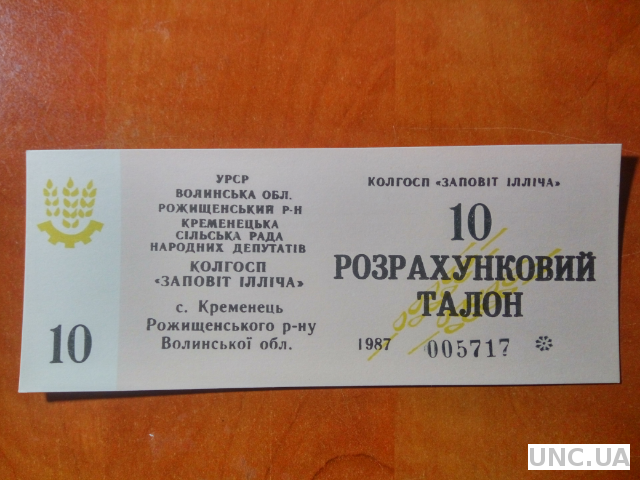 УРСР
ВОЛИНСЬКА ОБЛ.
РОЖИЩЕНСЬКИЙ Р-Н
КРЕМЕНЕЦЬКА
СІЛЬСЬКА РАДА
НАРОДНИХ ДЕПУТАТІВ
КОЛГОСП
«ЗАПОВІТ ІЛЛІЧА»
с. Кременець
Рожищенського р-ну
Волинської обл.
10
КОЛГОСП «ЗАПОВІТ ІЛЛІЧА»
10
РОЗРАХУНКОВИЙ
ТАЛОН
1987 005717
UNC.UA